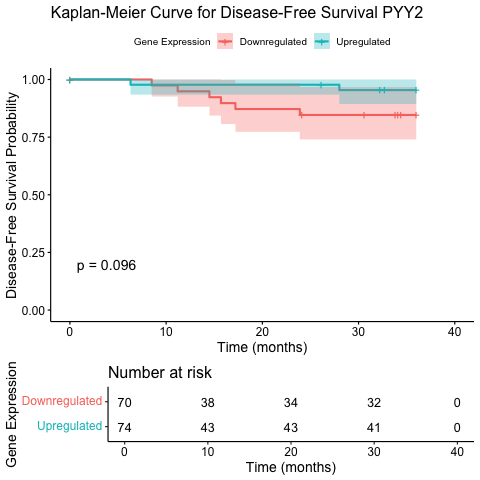 Kaplan-Meier Curve for Disease-Free Survival PYY2
Gene Expression Downregulated Upregulated
Disease-Free Survival Probability
1.00
0.75
0.50
0.25
0.00
p = 0.096
0 10 20 30 40
Time (months)
Number at risk
Gene Expression
Downregulated 70 38 34 32 0
Upregulated 74 43 43 41 0
0 10 20 30 40
Time (months)